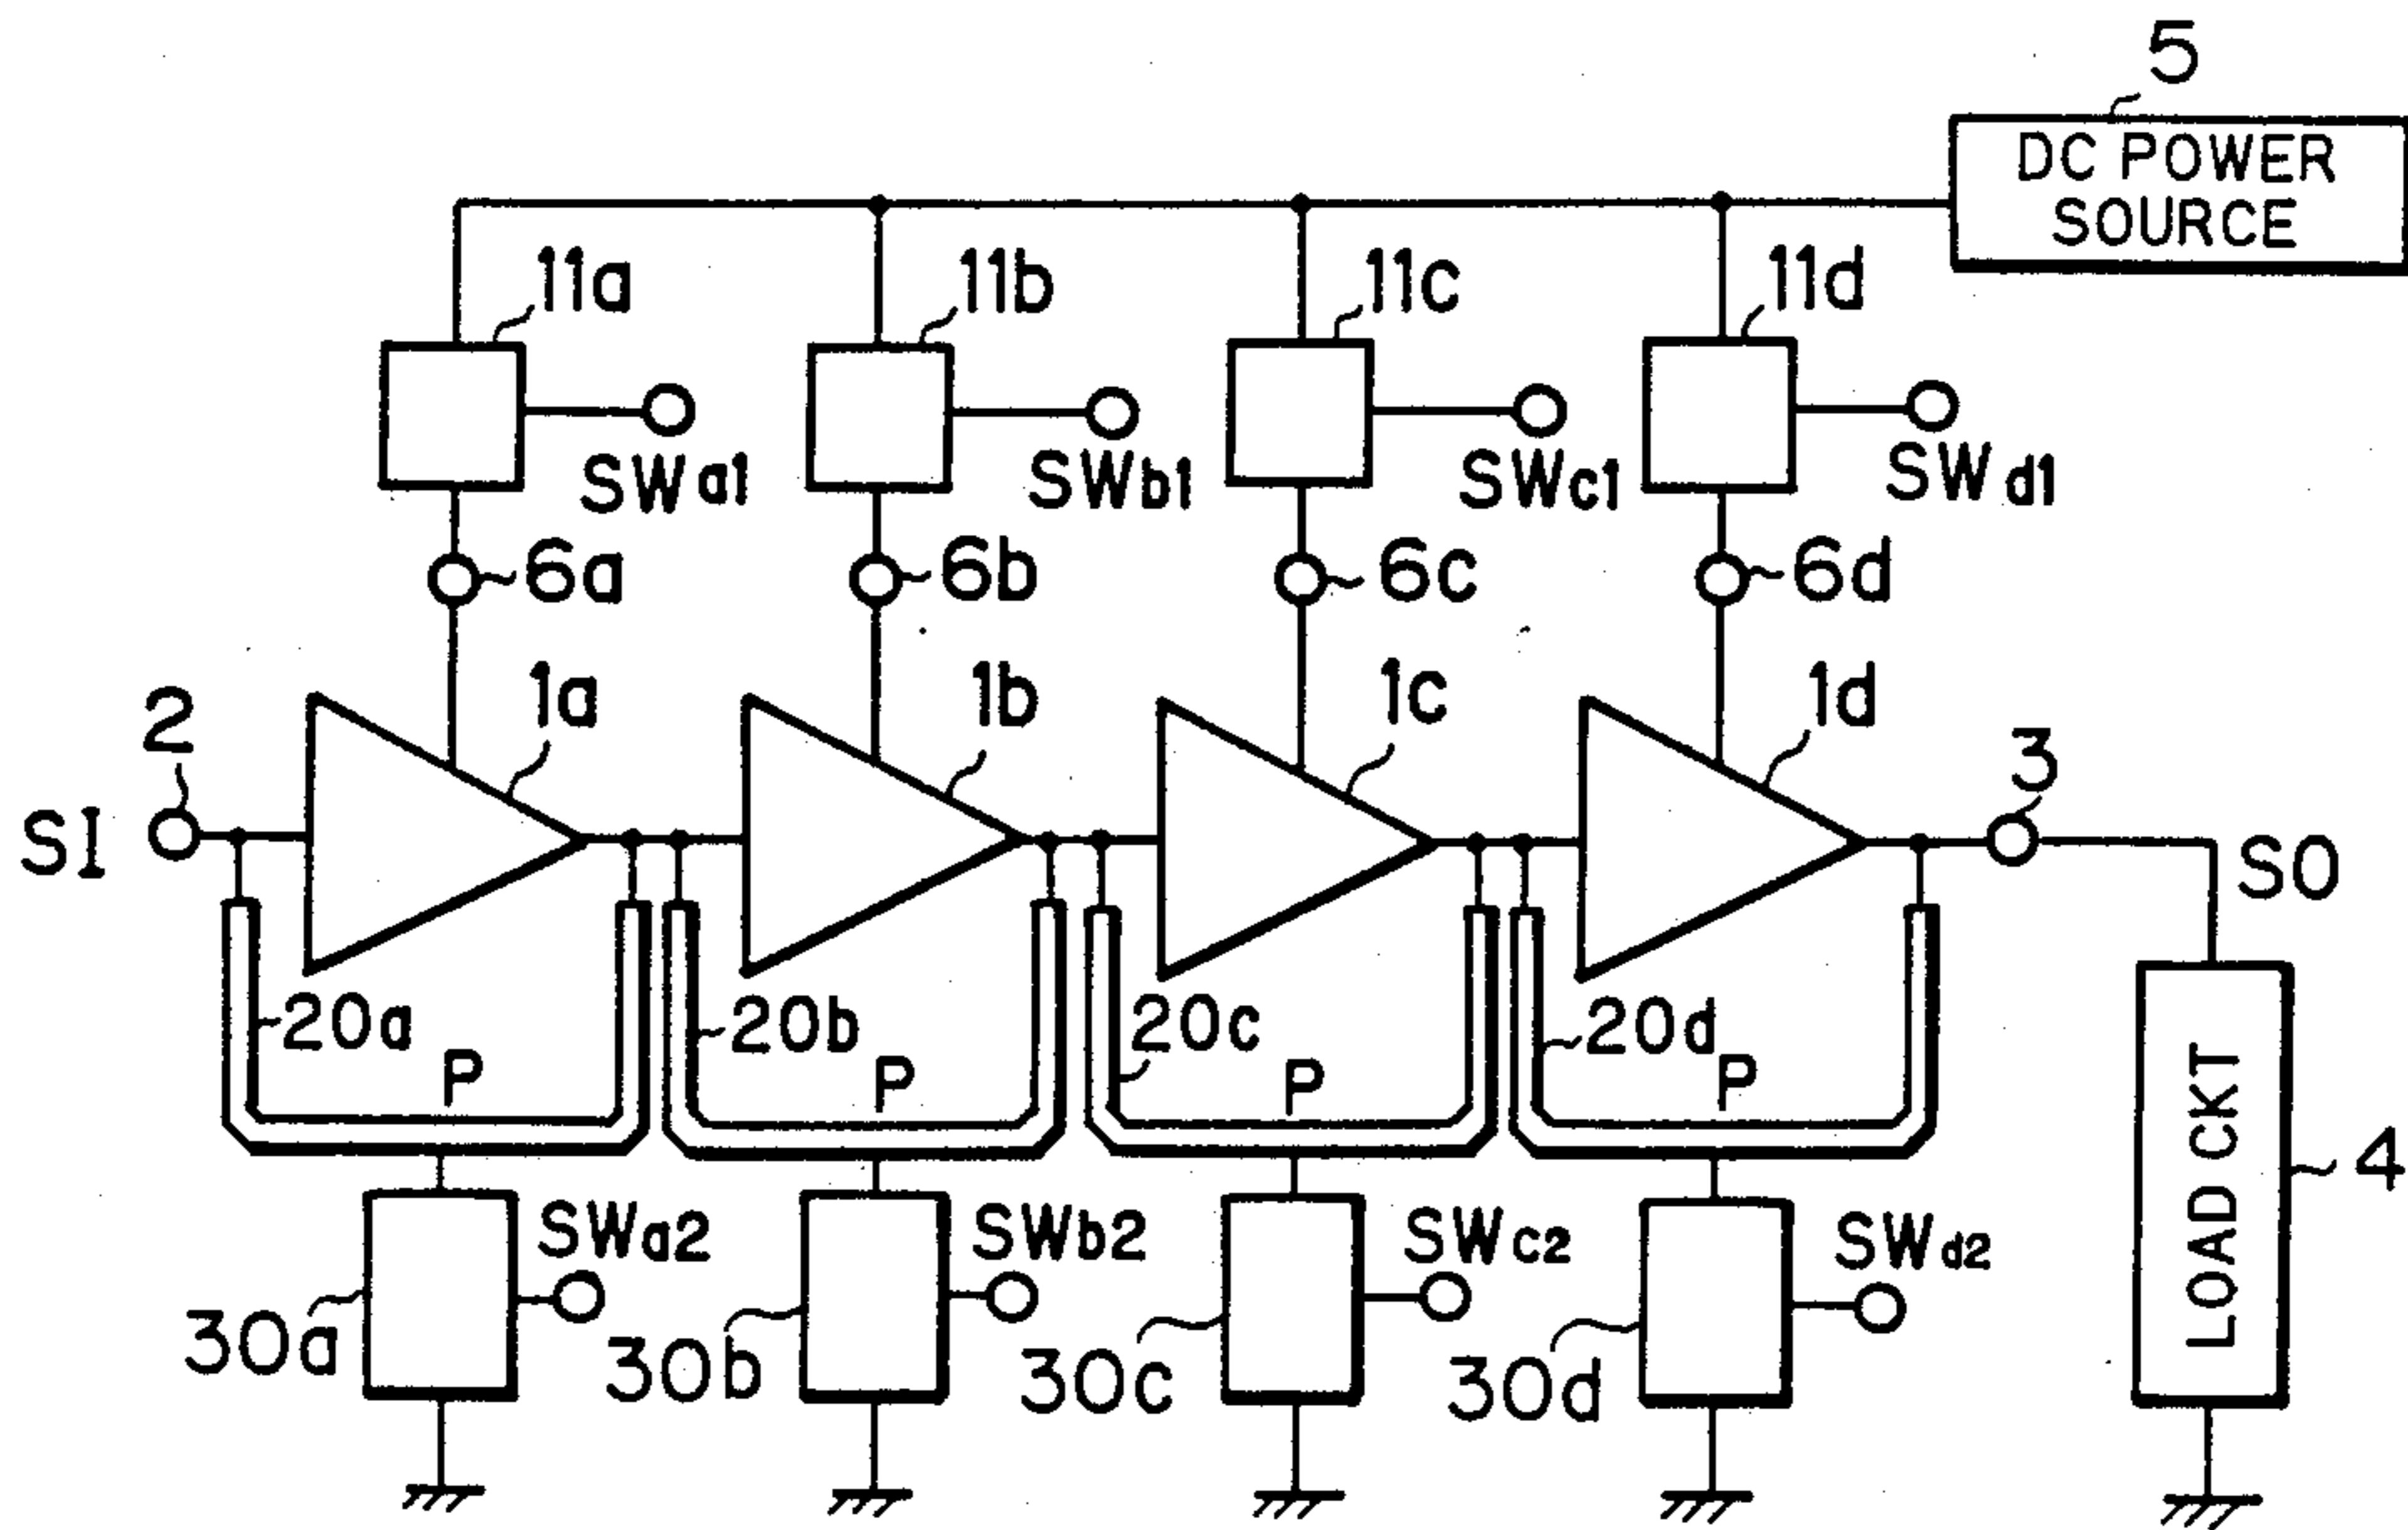 5
DC POWER
SOURCE
11a
11b
11c
11d
SWa1
SWb1
SWc1
SWd1
6a
6b
6c
6d
1a
1b
1c
1d
2
3
SI
SO
20a
20b
20c
20d
P
P
P
P
LOAD CKT
4
SWa2
SWb2
SWc2
SWd2
30a
30b
30c
30d